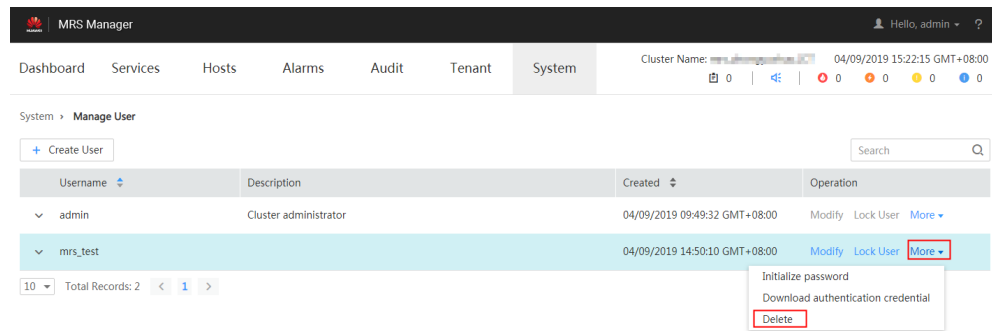 HUAWEI MRS Manager Hello, admin ?
Dashboard Services Hosts Alarms Audit Tenant System
Cluster Name: 04/09/2019 15:22:15 GMT+08:00
0 0 0 0 0
System > Manage User
+ Create User Search
Username Description Created Operation
admin Cluster administrator 04/09/2019 09:49:32 GMT+08:00 Modify Lock User More
mrs_test 04/09/2019 14:50:10 GMT+08:00 Modify Lock User More
10 Total Records: 2 < 1 >
Initialize password
Download authentication credential
Delete